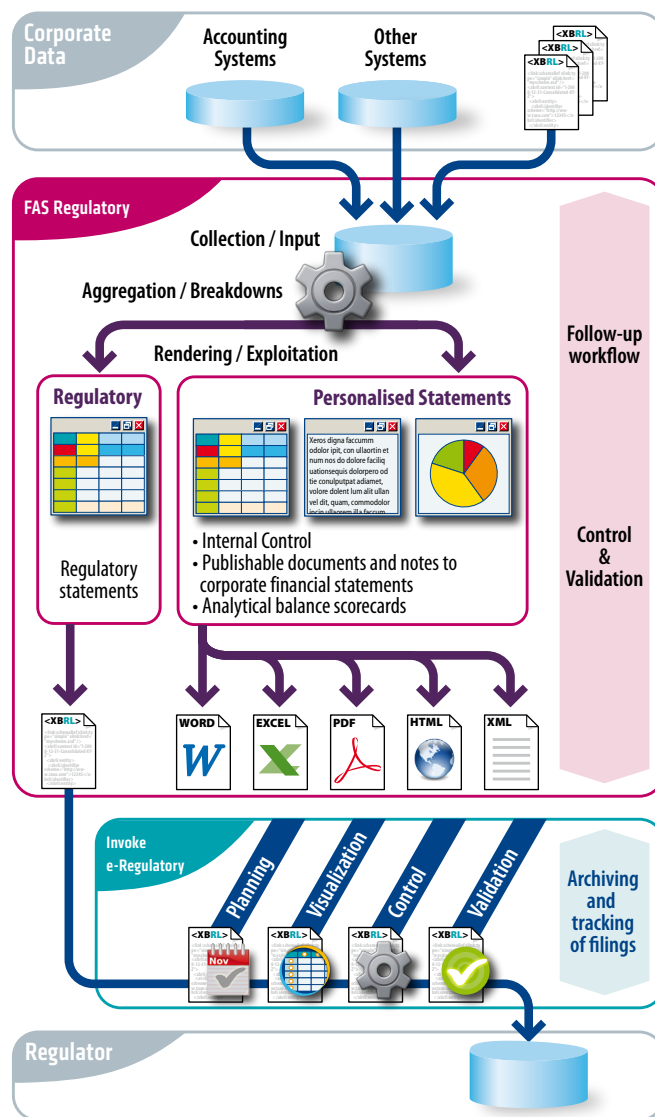 Corporate
Data
Accounting
Systems
Other
Systems
<XBRL>
<XBRL>
<XBRL>
FAS Regulatory
Collection / Input
Aggregation / Breakdowns
Rendering / Exploitation
Follow-up
workflow
Regulatory
Personalised Statements
Xeros digna faccumm
odolor ipit, con ullaortin et
num nos do dolore faciliq
uationsequis dolorpero od
tie conulputpat adiamet,
volore dolent lum alit ullan
vel dit, quam, commodolor
incin ullaorem illa faccum
Regulatory
statements
• Internal Control
• Publishable documents and notes to
corporate financial statements
• Analytical balance scorecards
Control
&
Validation
<XBRL>
WORD
W
EXCEL
PDF
HTML
XML
Invoke
e-Regulatory
Planning
Visualization
Control
Validation
Archiving
and
tracking
of filings
<XBRL>
Nov
<XBRL>
<XBRL>
<XBRL>
Regulator